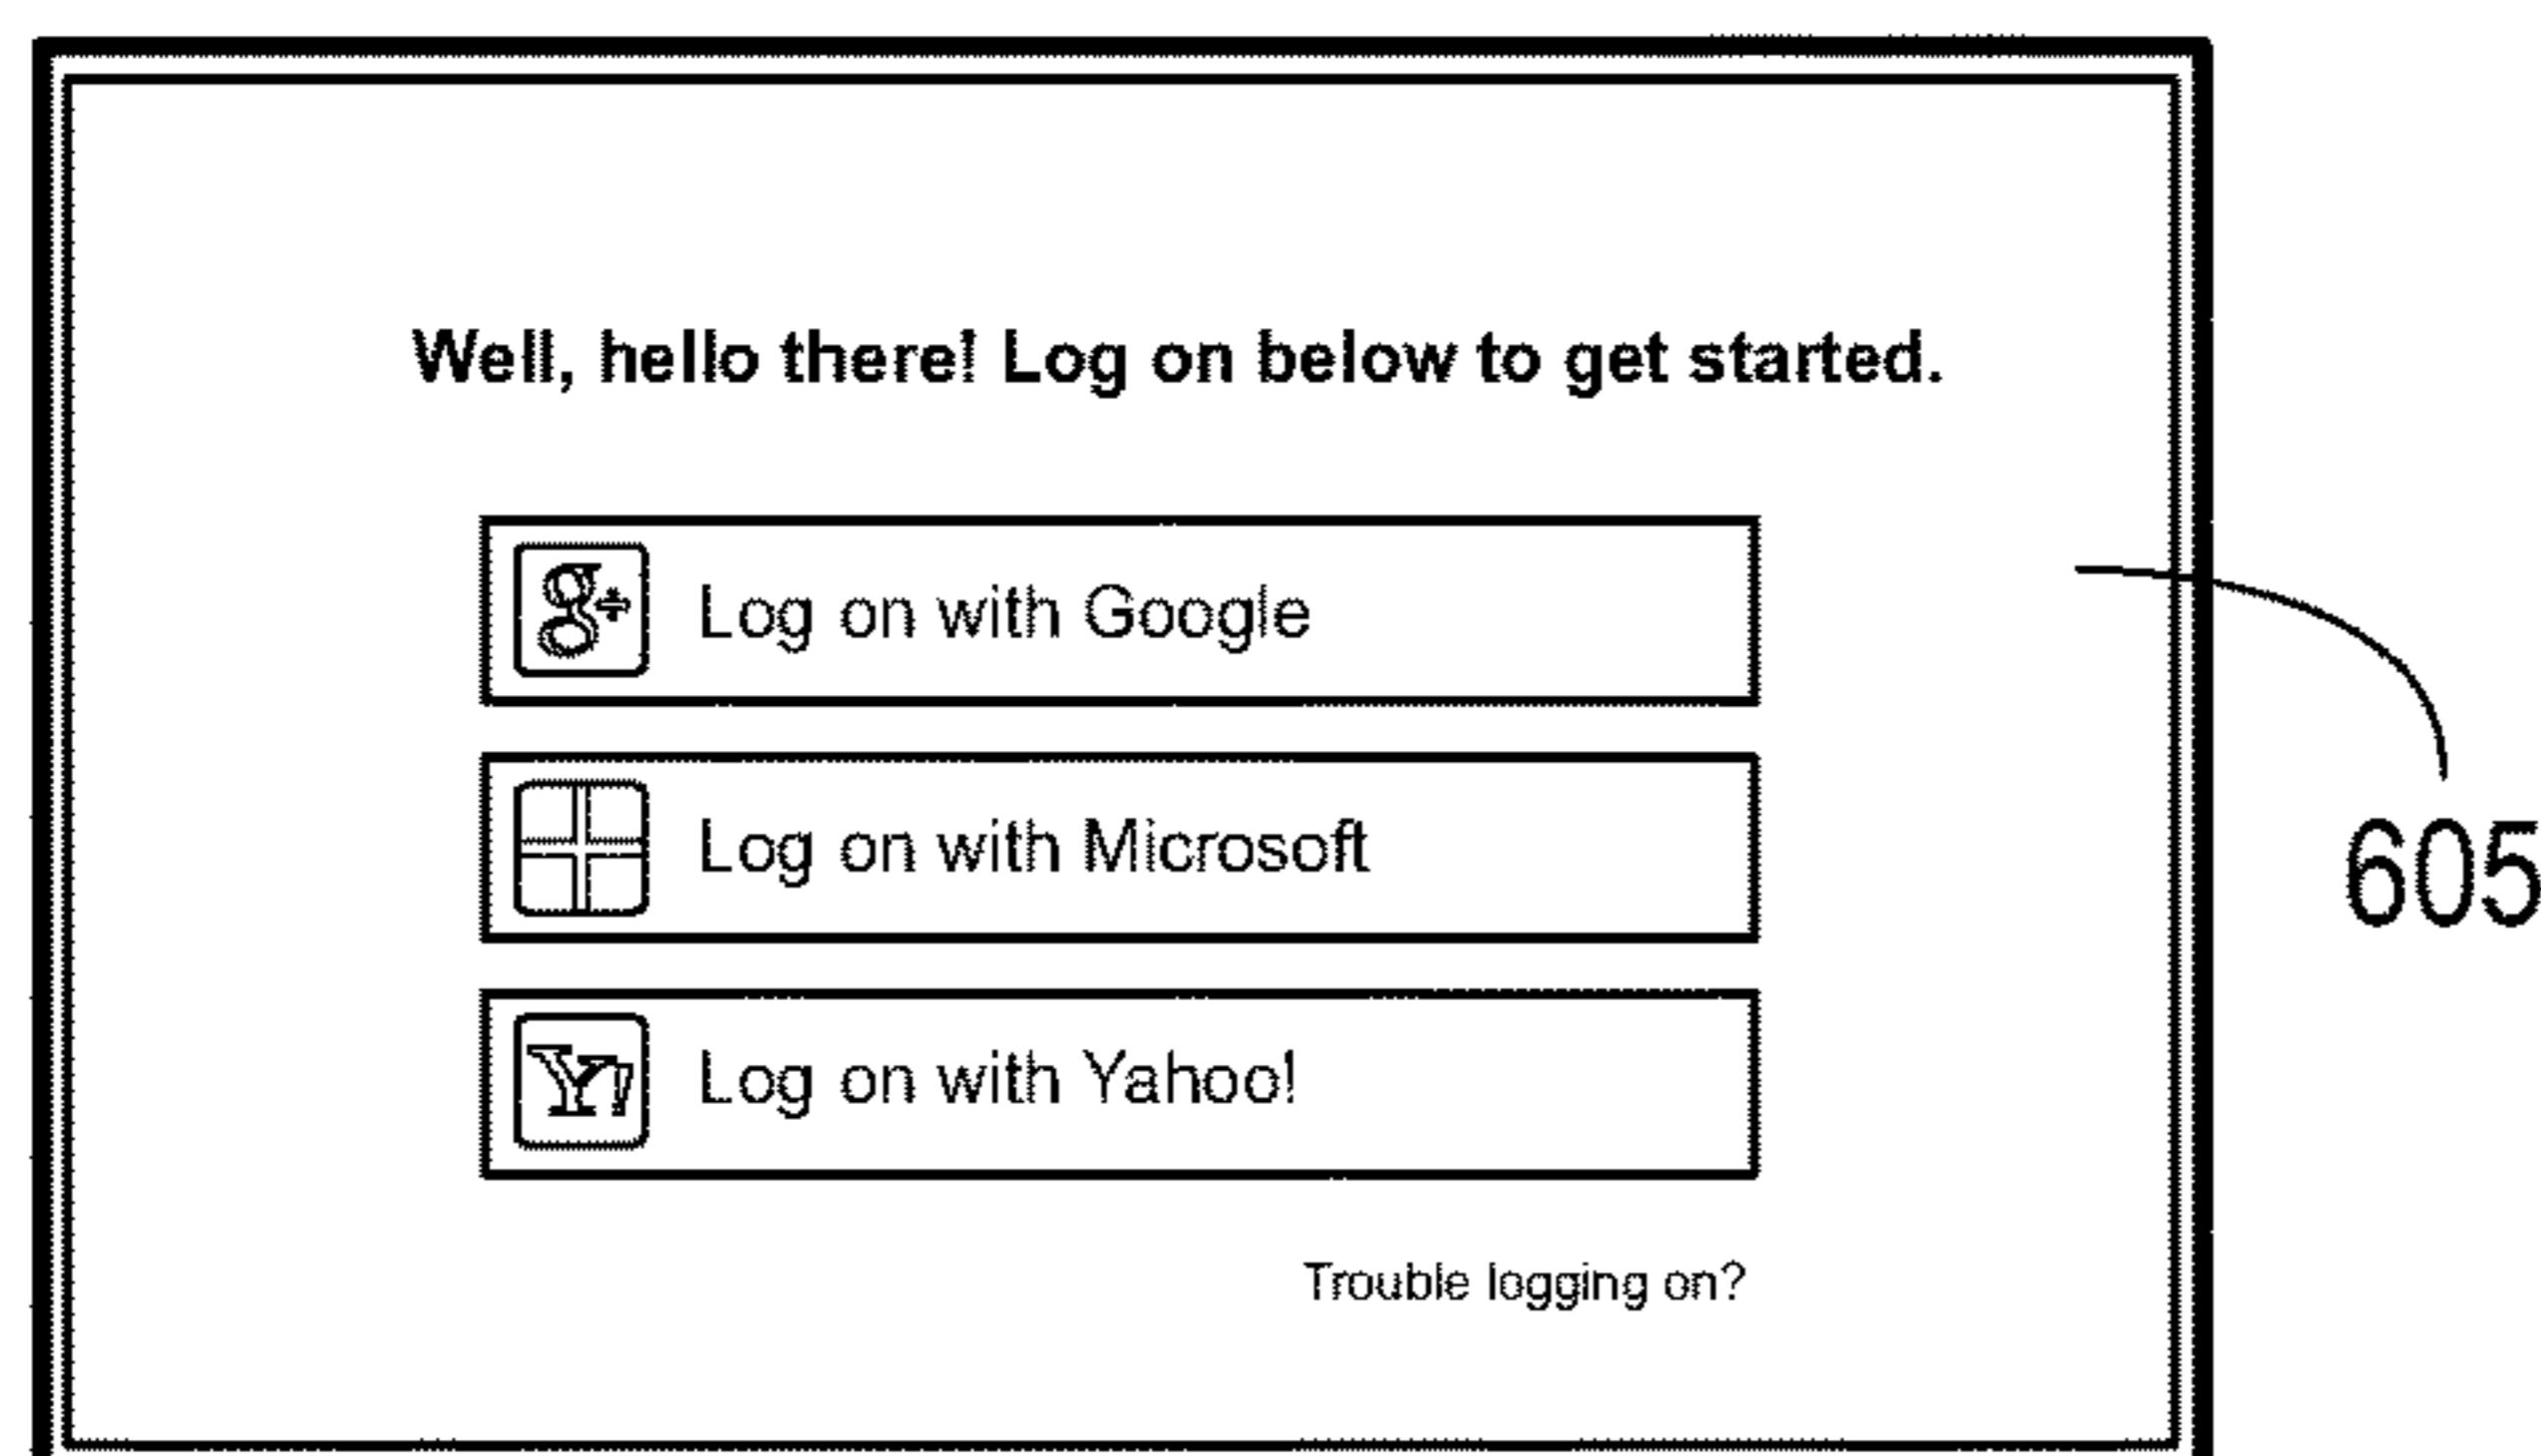 Well, hello there! Log on below to get started.
g+ Log on with Google
Log on with Microsoft
Y! Log on with Yahoo!
605
Trouble logging on?